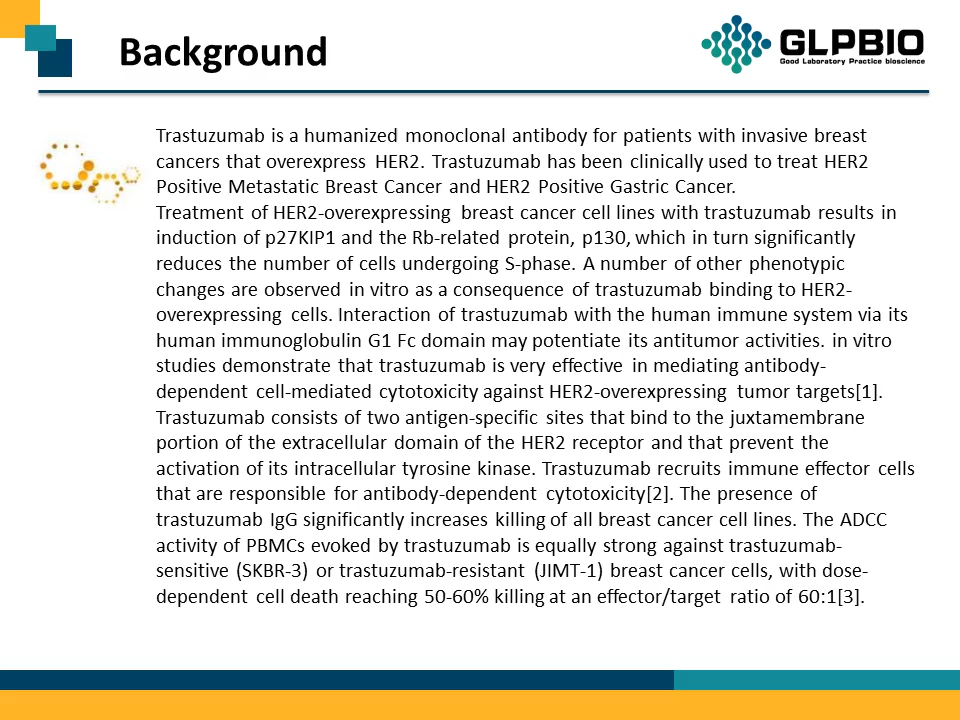 Background
GLPBIO
Good Laboratory Practice bioscience
Trastuzumab is a humanized monoclonal antibody for patients with invasive breast
cancers that overexpress HER2. Trastuzumab has been clinically used to treat HER2
Positive Metastatic Breast Cancer and HER2 Positive Gastric Cancer.
Treatment of HER2-overexpressing breast cancer cell lines with trastuzumab results in
induction of p27KIP1 and the Rb-related protein, p130, which in turn significantly
reduces the number of cells undergoing S-phase. A number of other phenotypic
changes are observed in vitro as a consequence of trastuzumab binding to HER2-
overexpressing cells. Interaction of trastuzumab with the human immune system via its
human immunoglobulin G1 Fc domain may potentiate its antitumor activities. in vitro
studies demonstrate that trastuzumab is very effective in mediating antibody-
dependent cell-mediated cytotoxicity against HER2-overexpressing tumor targets[1].
Trastuzumab consists of two antigen-specific sites that bind to the juxtamembrane
portion of the extracellular domain of the HER2 receptor and that prevent the
activation of its intracellular tyrosine kinase. Trastuzumab recruits immune effector cells
that are responsible for antibody-dependent cytotoxicity[2]. The presence of
trastuzumab IgG significantly increases killing of all breast cancer cell lines. The ADCC
activity of PBMCs evoked by trastuzumab is equally strong against trastuzumab-
sensitive (SKBR-3) or trastuzumab-resistant (JIMT-1) breast cancer cells, with dose-
dependent cell death reaching 50-60% killing at an effector/target ratio of 60:1[3].